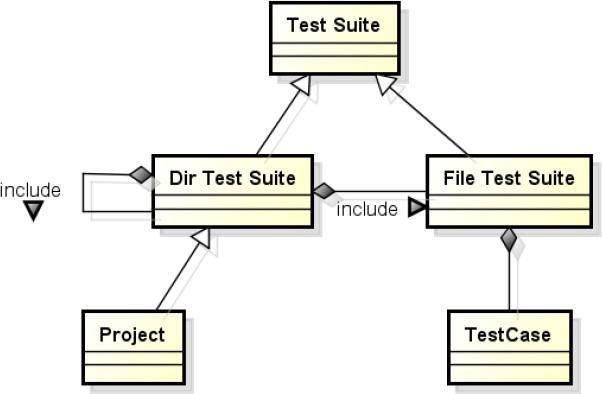 Test Suite
Dir Test Suite
File Test Suite
include
include
Project
TestCase